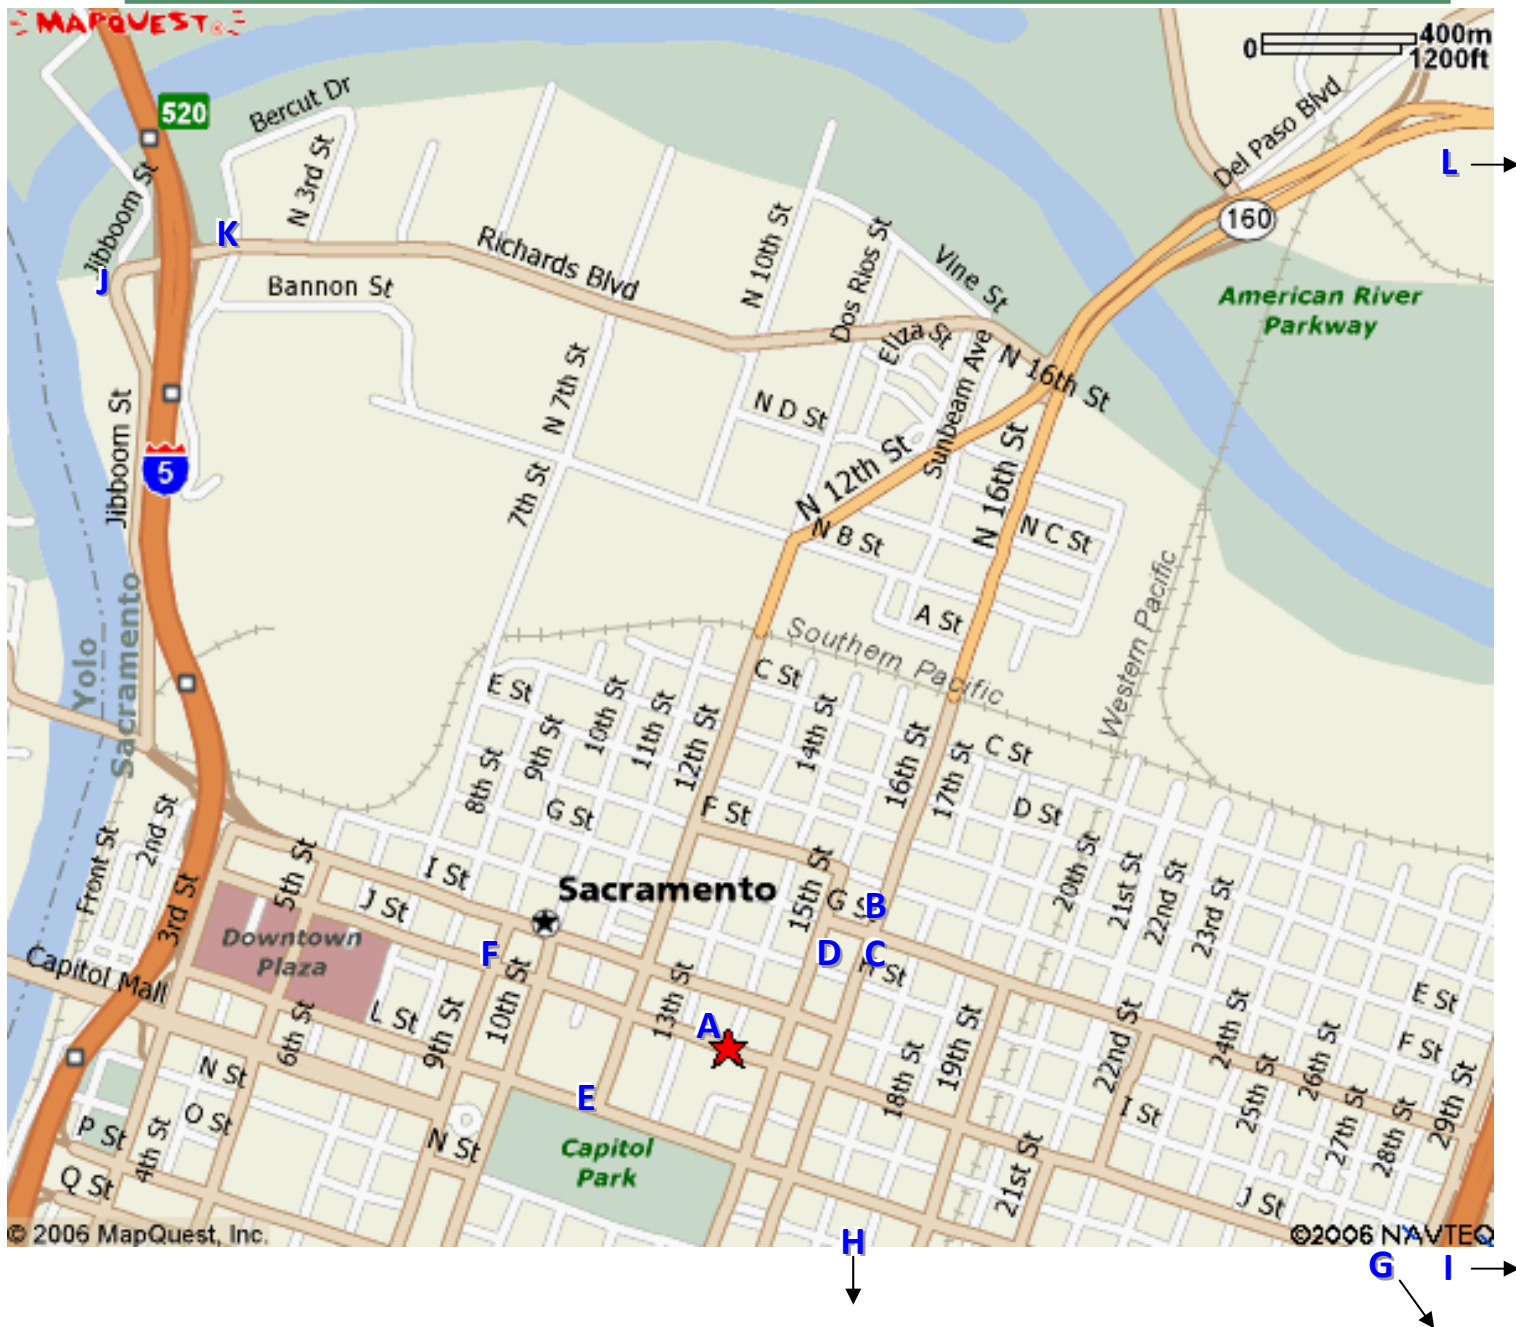 MAPQUEST®
0
400m
1200ft
520
Bercut Dr
N 3rd St
Jibboom St
K
J
Richards Blvd
Bannon St
N 10th St
Dos Rios St
Vine St
Del Paso Blvd
L
160
American River
Parkway
Eliza St
Sunbeam Ave
N 16th St
N 7th St
N D St
Jibboom St
5
7th St
N 12th St
N 16th St
N B St
N C St
A St
Yolo
Sacramento
Southern Pacific
Western Pacific
C St
E St
10th St
11th St
12th St
14th St
9th St
8th St
16th St
17th St
C St
D St
G St
F St
2nd St
Front St
3rd St
5th St
I St
J St
Sacramento
15th St
G St
B
20th St
21st St
22nd St
23rd St
Downtown
Plaza
F
D
C
H St
Capitol Mall
L St
6th St
9th St
10th St
13th St
A
19th St
18th St
22nd St
24th St
E St
F St
26th St
25th St
27th St
28th St
29th St
N St
O St
P St
Q St
4th St
N St
E
Capitol
Park
I St
21st St
J St
© 2006 MapQuest, Inc.
©2006 NAVTEQ
H
G
I